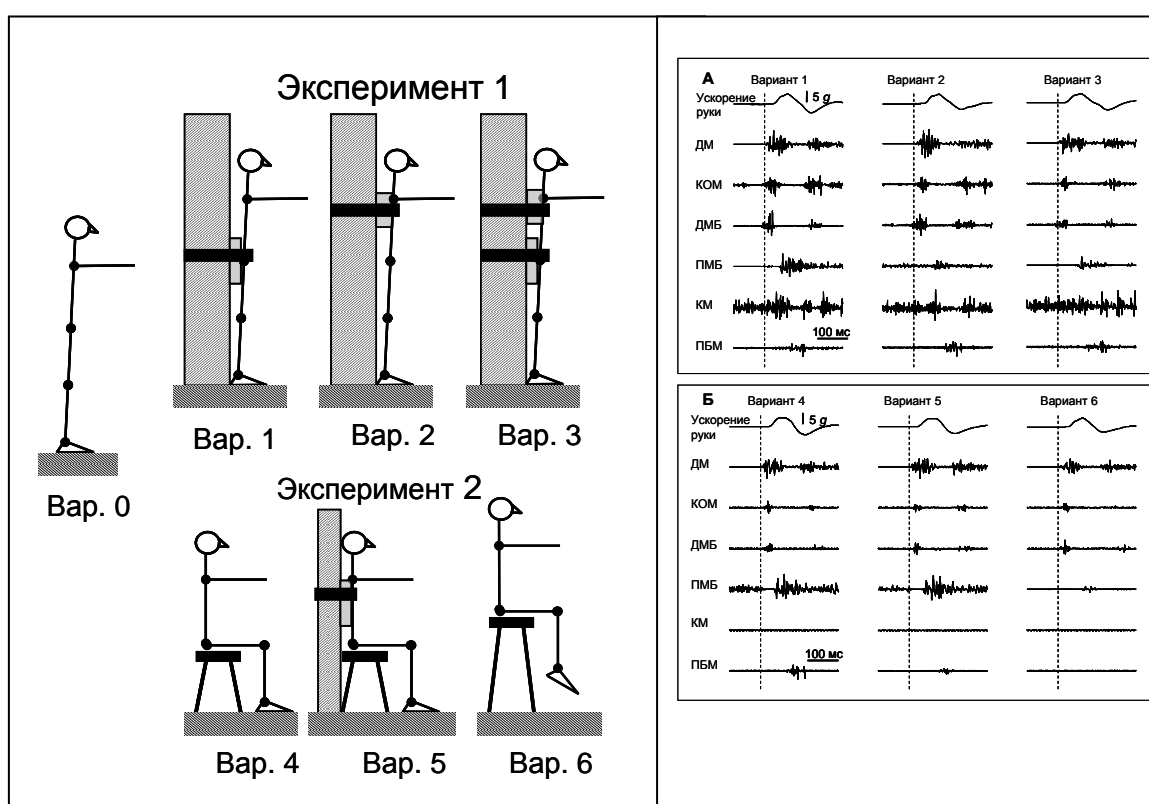 Эксперимент 1
Вар. 0
Вар. 1
Вар. 2
Вар. 3
Эксперимент 2
Вар. 4
Вар. 5
Вар. 6
А
Вариант 1
Вариант 2
Вариант 3
Ускорение
руки
5 g
ДМ
КОМ
ДМБ
ПМБ
КМ
100 мс
ПБМ
Б
Вариант 4
Вариант 5
Вариант 6
Ускорение
руки
5 g
ДМ
КОМ
ДМБ
ПМБ
КМ
100 мс
ПБМ